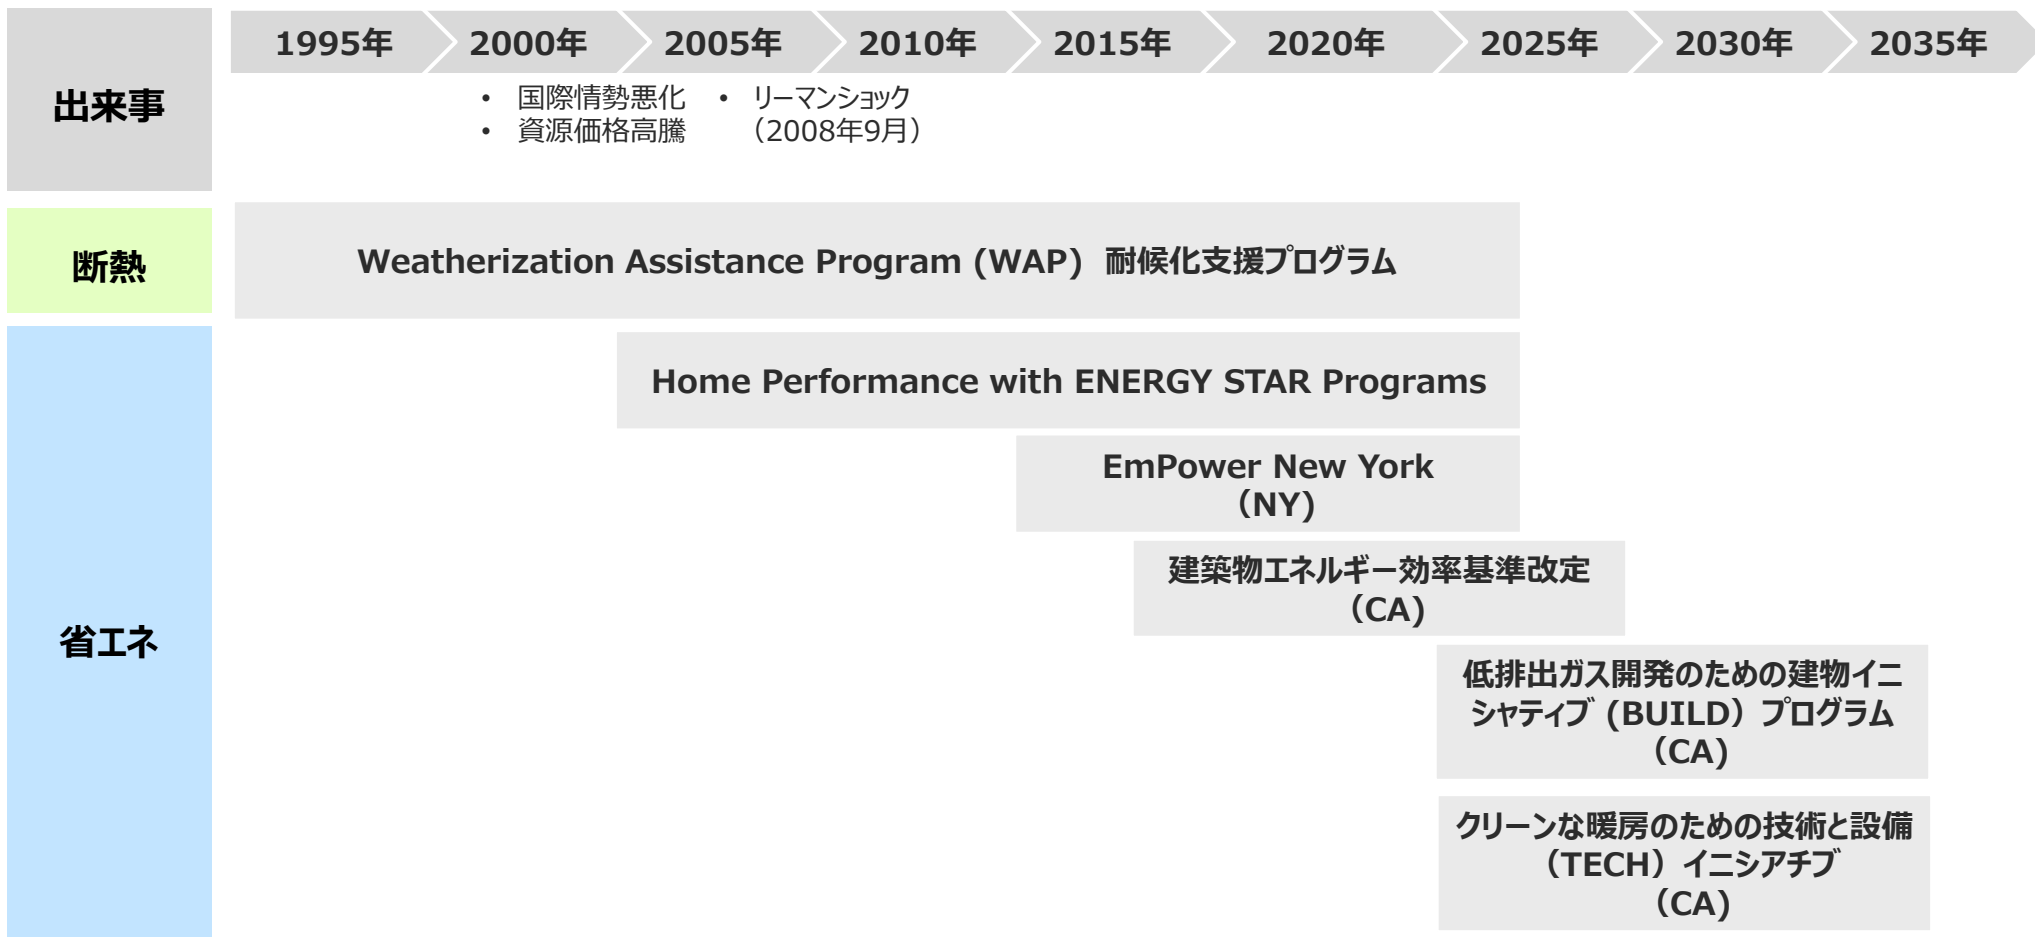 1995年 2000年 2005年 2010年 2015年 2020年 2025年 2030年 2035年
出来事
• 国際情勢悪化
• 資源価格高騰
• リーマンショック
（2008年9月）
断熱
Weatherization Assistance Program (WAP) 耐候化支援プログラム
省エネ
Home Performance with ENERGY STAR Programs
EmPower New York
（NY)
建築物エネルギー効率基準改定
（CA)
低排出ガス開発のための建物イニ
シャティブ (BUILD）プログラム
（CA)
クリーンな暖房のための技術と設備
（TECH）イニシアチブ
（CA)